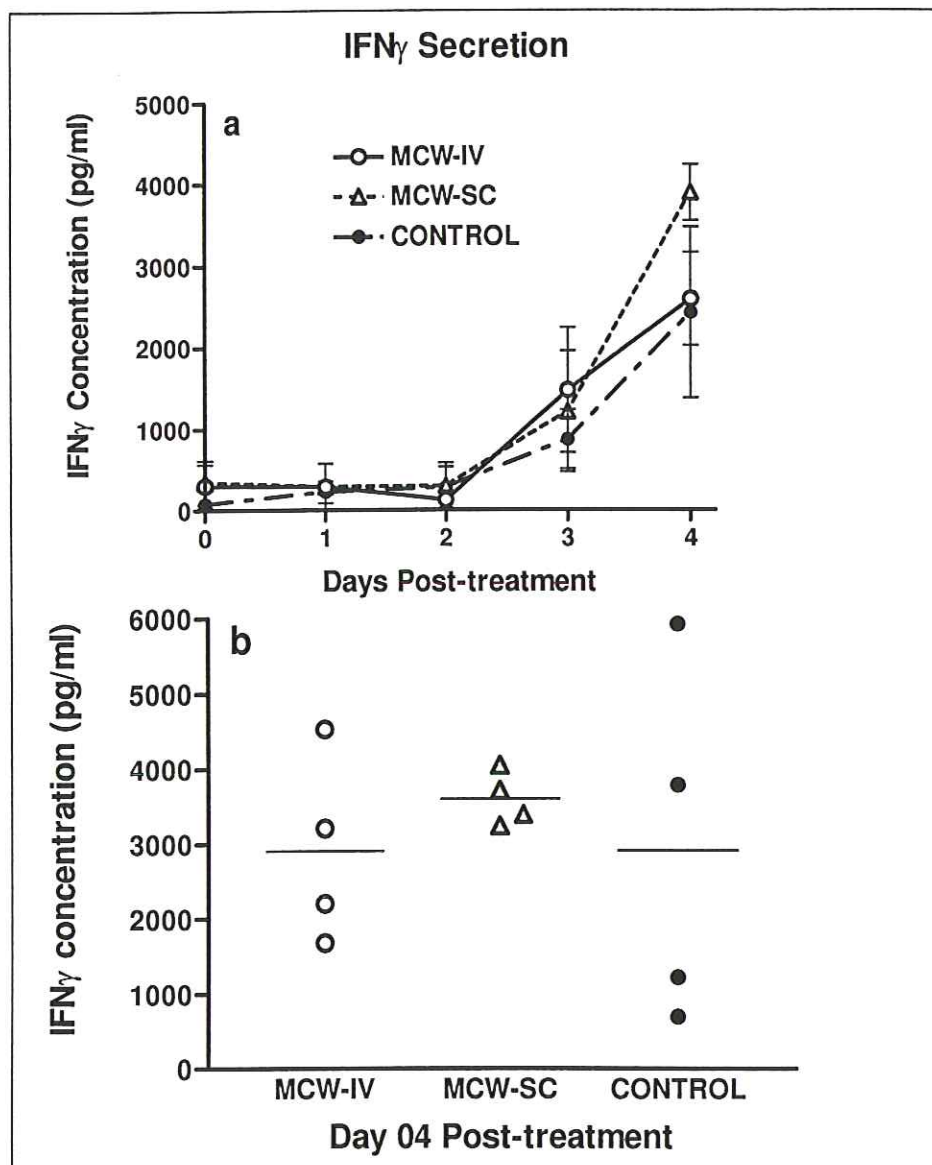 IFNγ Secretion
a
5000
4000
3000
2000
1000
0
IFNγ Concentration (pg/ml)
MCW-IV
MCW-SC
CONTROL
0 1 2 3 4
Days Post-treatment
b
6000
5000
4000
3000
2000
1000
0
IFNγ concentration (pg/ml)
MCW-IV MCW-SC CONTROL
Day 04 Post-treatment